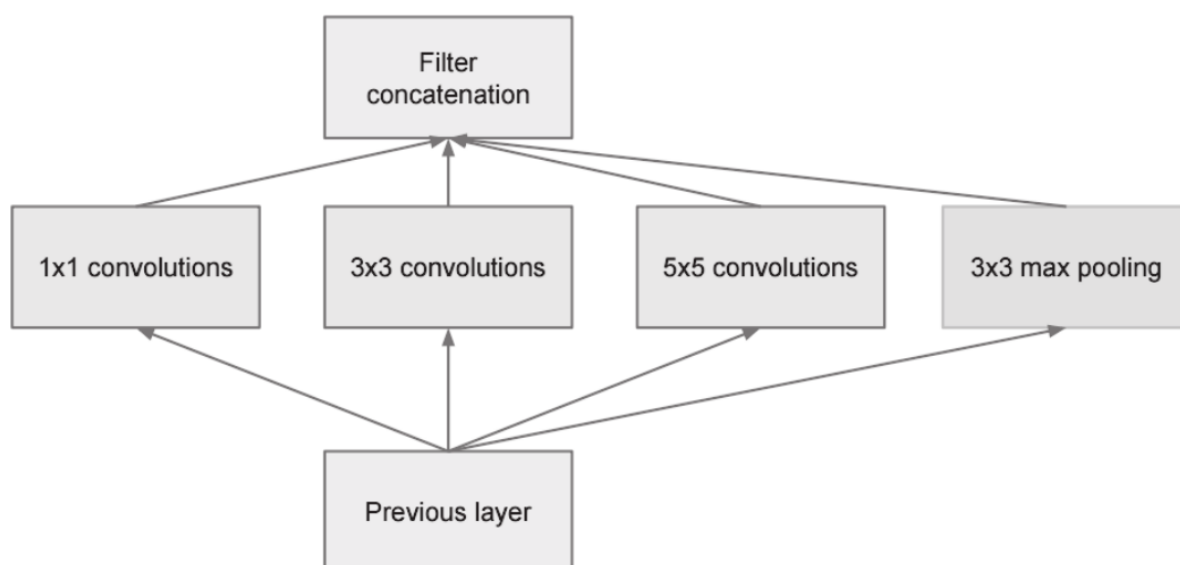 Filter
concatenation
1x1 convolutions
3x3 convolutions
5x5 convolutions
3x3 max pooling
Previous layer